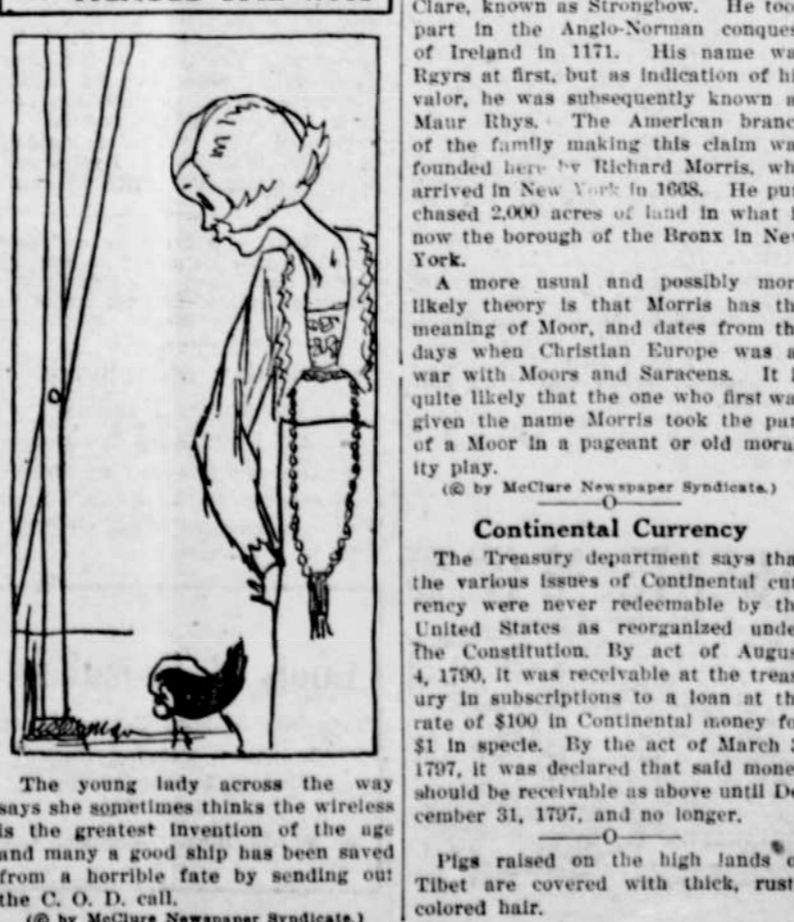 The young lady across the way
says she sometimes thinks the wireless
is the greatest invention of the age
and many a good ship has been saved
from a horrible fate by sending out
the C. O. D. call.
(© by McClure Newspaper Syndicate.)
Clare, known as Strongbow. He too
part in the Anglo-Norman conques
of Ireland in 1171. His name wa
Rgyrs at first, but as indication of hi
valor, he was subsequently known a
Maur Rhys. The American branc
of the family making this claim wa
founded here by Richard Morris, wh
arrived in New York in 1668. He pur
chased 2,000 acres of land in what i
now the borough of the Bronx in New
York.
A more usual and possibly mor
likely theory is that Morris has th
meaning of Moor, and dates from th
days when Christian Europe was a
war with Moors and Saracens. It i
quite likely that the one who first wa
given the name Morris took the par
of a Moor in a pageant or old moral
ity play.
(© by McClure Newspaper Syndicate.)
Continental Currency
The Treasury department says tha
the various issues of Continental cur
rency were never redeemable by th
United States as reorganized unde
the Constitution. By act of Augus
4, 1790, it was receivable at the treas
ury in subscriptions to a loan at th
rate of $100 in Continental money fo
$1 in specie. By the act of March 3
1797, it was declared that said mone
should be receivable as above until De
cember 31, 1797, and no longer.
Pigs raised on the high lands o
Tibet are covered with thick, rust
colored hair.